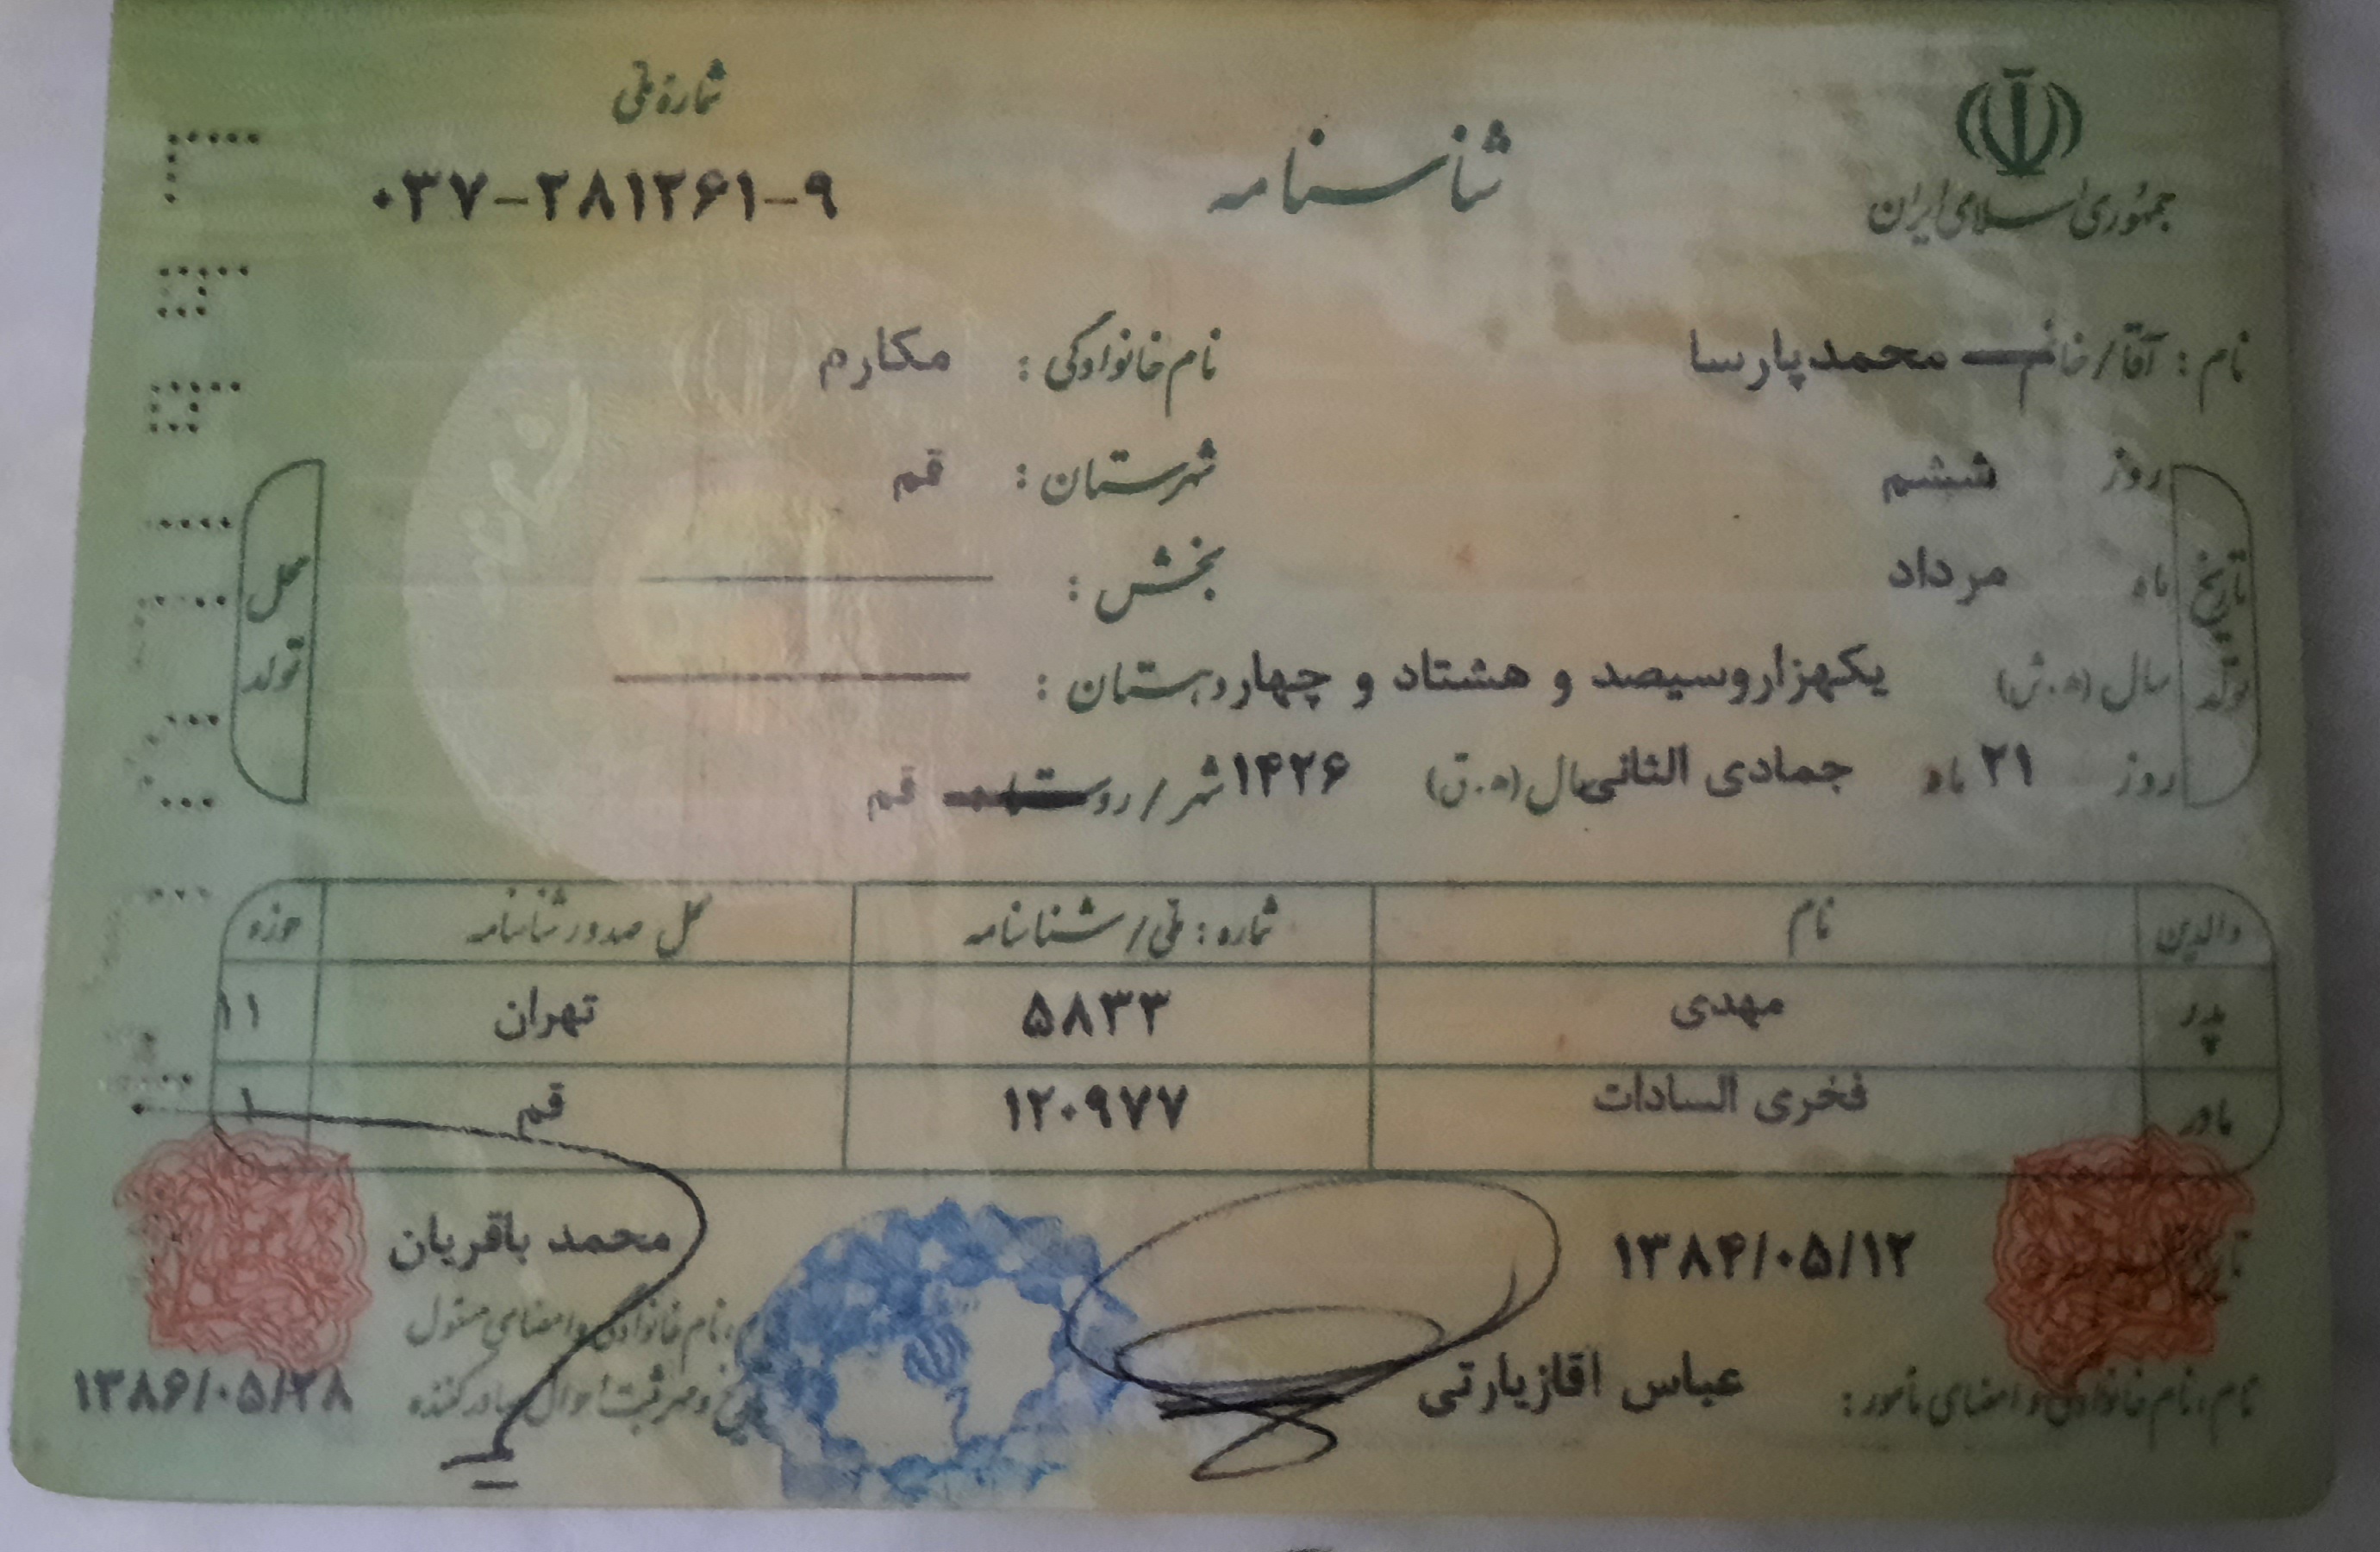 جمهوری اسلامی ایران
شناسنامه
شماره ملی
۰۳۷-۲۸۱۲۶۱-۹
نام : آقا/خانم محمدپارسا نام خانوادگی : مکارم
تاریخ تولد
روز ششم
ماه مرداد
سال (ه.ش) یکهزاروسیصد و هشتاد و چهار
روز ۲۱ ماه جمادی الثانی سال (ه.ق) ۱۴۲۶
محل تولد
شهرستان : قم
بخش :
دهستان :
شهر/روستا قم
والدین نام شماره : ملی/شناسنامه محل صدور شناسنامه حوزه
پدر مهدی ۵۸۳۳ تهران ۱۱
مادر فخری السادات ۱۲۰۹۷۷ قم ۱
۱۳۸۴/۰۵/۱۲
نام، نام خانوادگی و امضای مأمور : عباس اقازیارتی
محمد باقریان
نام، نام خانوادگی و امضای مسئول
تاریخ و مهر ثبت احوال صادرکننده
۱۳۸۶/۰۵/۲۸